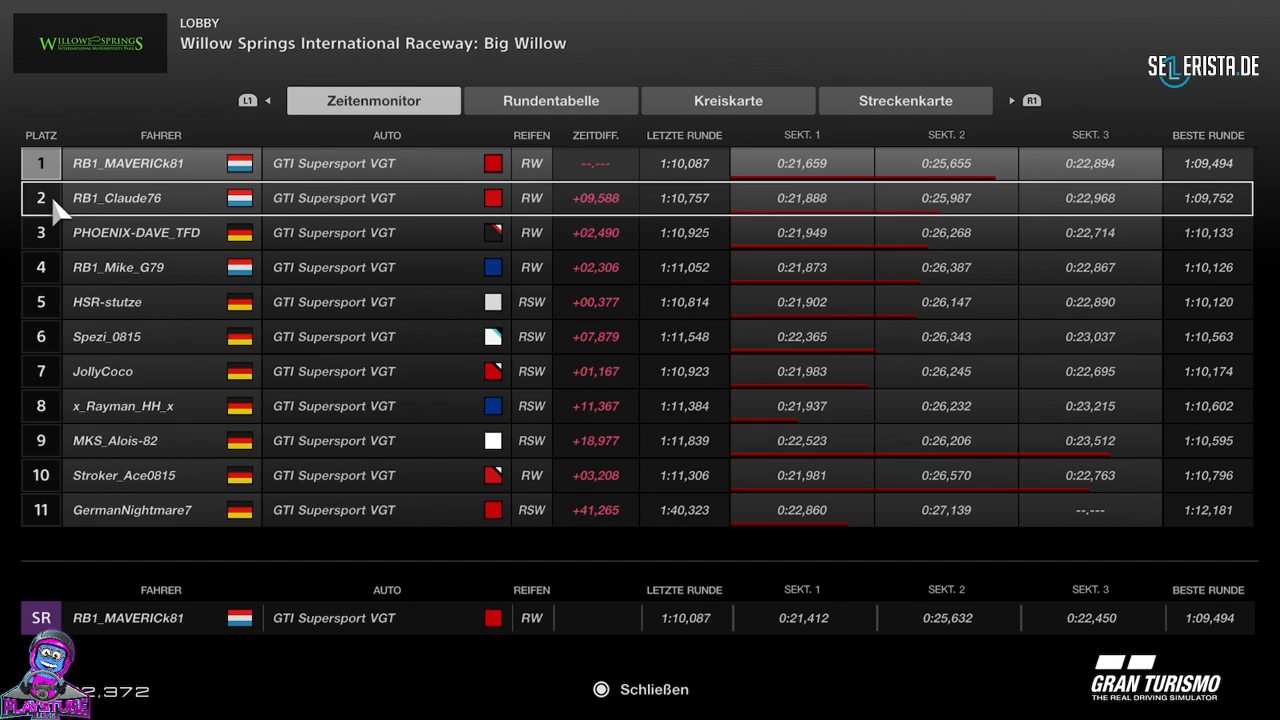 WILLOW SPRINGS
INTERNATIONAL MOTORSPORTS PARK
LOBBY
Willow Springs International Raceway: Big Willow
SELLERISTA.DE
L1 Zeitenmonitor Rundentabelle Kreiskarte Streckenkarte R1
PLATZ FAHRER AUTO REIFEN ZEITDIFF. LETZTE RUNDE SEKT. 1 SEKT. 2 SEKT. 3 BESTE RUNDE
1 RB1_MAVERICk81 GTI Supersport VGT RW --.--- 1:10,087 0:21,659 0:25,655 0:22,894 1:09,494
2 RB1_Claude76 GTI Supersport VGT RW +09,588 1:10,757 0:21,888 0:25,987 0:22,968 1:09,752
3 PHOENIX-DAVE_TFD GTI Supersport VGT RW +02,490 1:10,925 0:21,949 0:26,268 0:22,714 1:10,133
4 RB1_Mike_G79 GTI Supersport VGT RW +02,306 1:11,052 0:21,873 0:26,387 0:22,867 1:10,126
5 HSR-stutze GTI Supersport VGT RSW +00,377 1:10,814 0:21,902 0:26,147 0:22,890 1:10,120
6 Spezi_0815 GTI Supersport VGT RSW +07,879 1:11,548 0:22,365 0:26,343 0:23,037 1:10,563
7 JollyCoco GTI Supersport VGT RSW +01,167 1:10,923 0:21,983 0:26,245 0:22,695 1:10,174
8 x_Rayman_HH_x GTI Supersport VGT RSW +11,367 1:11,384 0:21,937 0:26,232 0:23,215 1:10,602
9 MKS_Alois-82 GTI Supersport VGT RSW +18,977 1:11,839 0:22,523 0:26,206 0:23,512 1:10,595
10 Stroker_Ace0815 GTI Supersport VGT RW +03,208 1:11,306 0:21,981 0:26,570 0:22,763 1:10,796
11 GermanNightmare7 GTI Supersport VGT RSW +41,265 1:40,323 0:22,860 0:27,139 --.--- 1:12,181
FAHRER AUTO REIFEN LETZTE RUNDE SEKT. 1 SEKT. 2 SEKT. 3 BESTE RUNDE
SR RB1_MAVERICk81 GTI Supersport VGT RW 1:10,087 0:21,412 0:25,632 0:22,450 1:09,494
2,372
Schließen
GRAN TURISMO
THE REAL DRIVING SIMULATOR